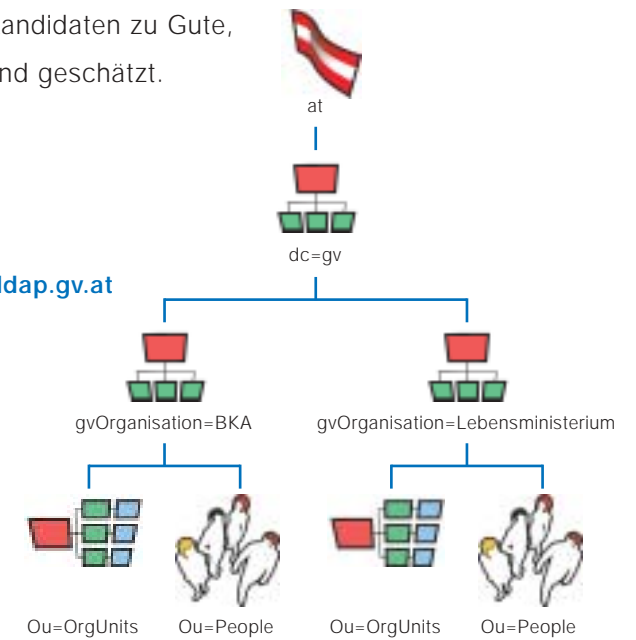 andidaten zu Gute,
nd geschätzt.
at
dc=gv
ldap.gv.at
gvOrganisation=BKA gvOrganisation=Lebensministerium
Ou=OrgUnits Ou=People Ou=OrgUnits Ou=People